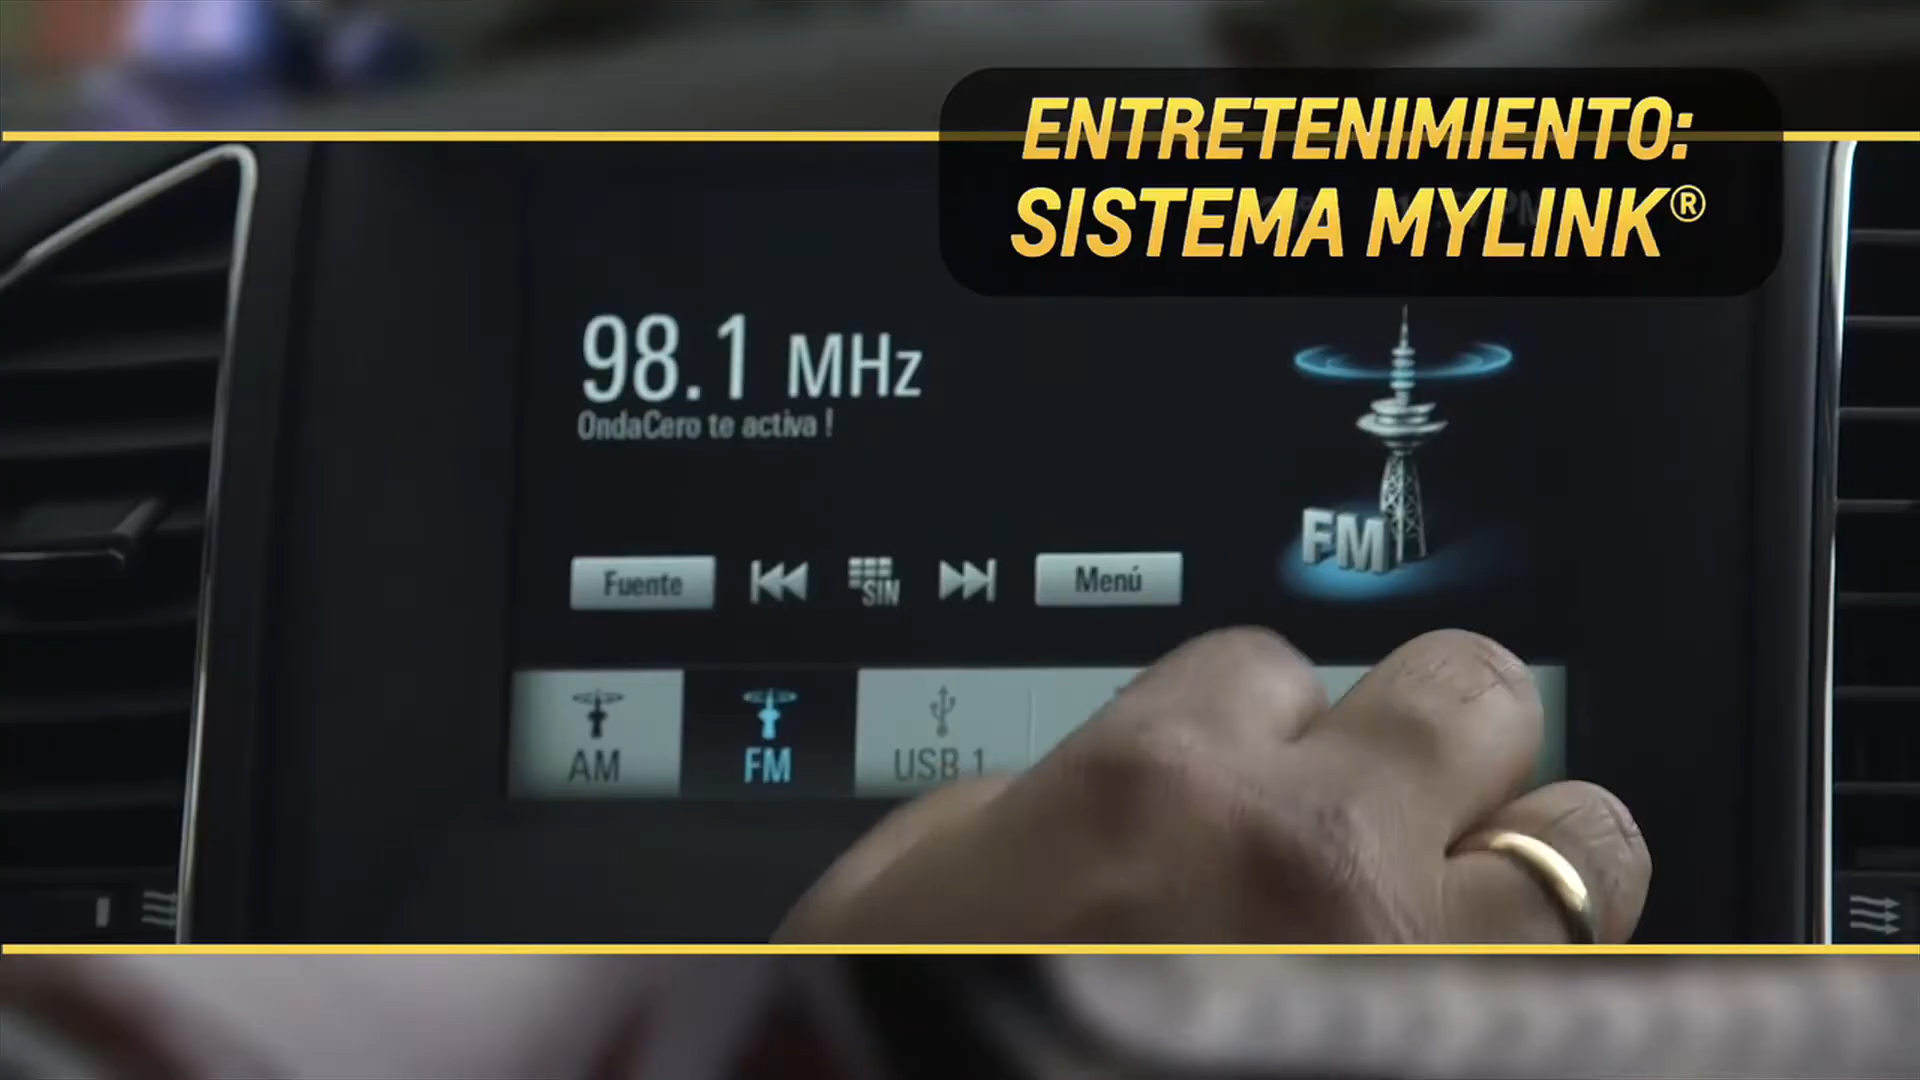 ENTRETENIMIENTO:
SISTEMA MYLINK®
98.1 MHz
OndaCero te activa !
Fuente
SIN
Menú
FM
AM
FM
USB 1